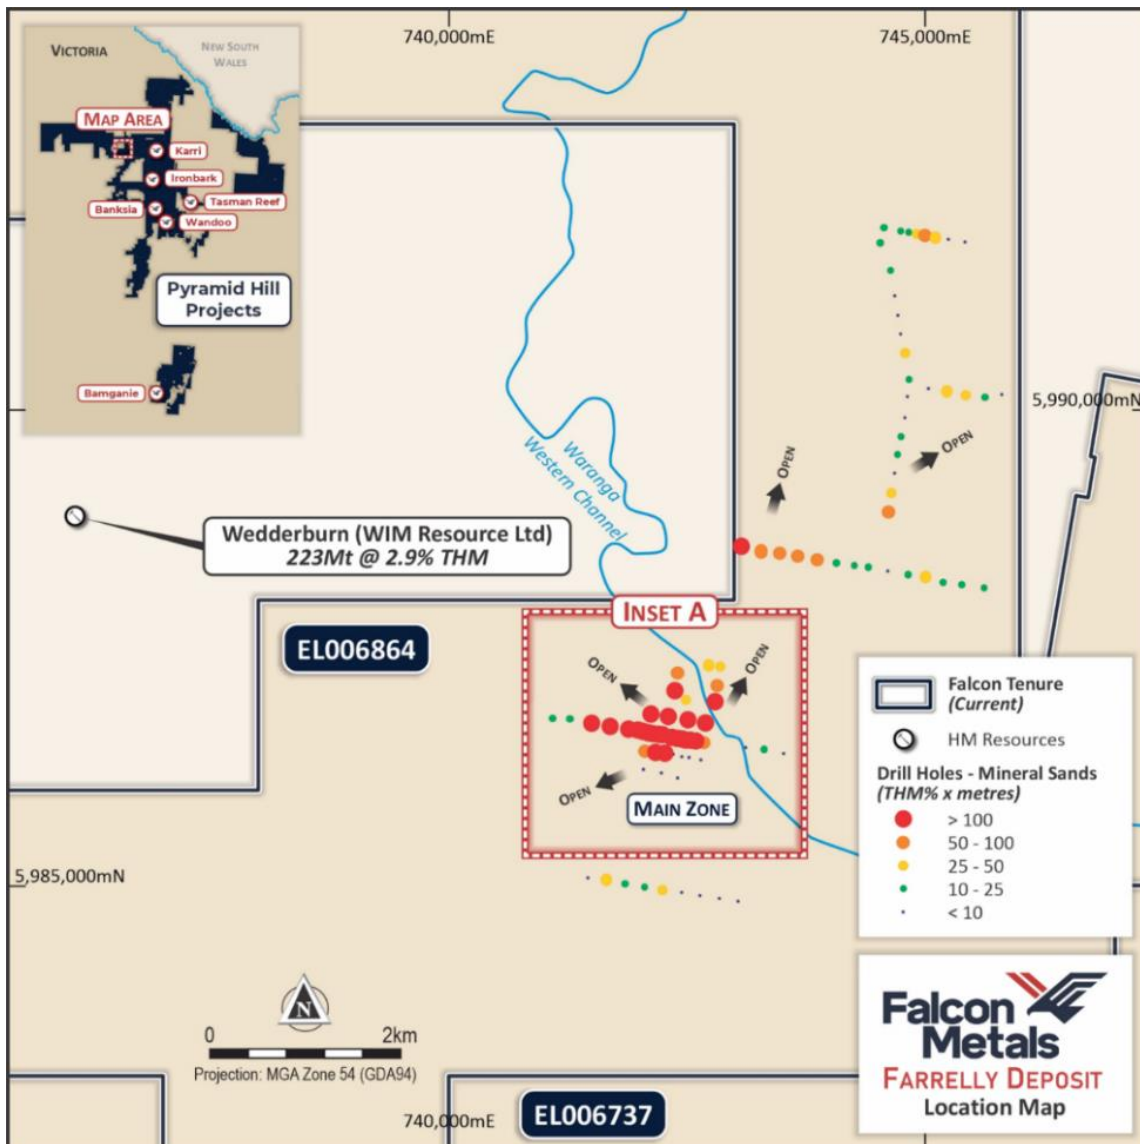 740,000mE
745,000mE
VICTORIA
NEW SOUTH
WALES
MAP AREA
Karri
Ironbark
Tasman Reef
Banksia
Wandoo
Pyramid Hill
Projects
Bamganie
5,990,000mN
OPEN
OPEN
Waranga
Western Channel
Wedderburn (WIM Resource Ltd)
223Mt @ 2.9% THM
INSET A
EL006864
OPEN
OPEN
OPEN
MAIN ZONE
Falcon Tenure
(Current)
HM Resources
Drill Holes - Mineral Sands
(THM% x metres)
> 100
50 - 100
25 - 50
10 - 25
< 10
5,985,000mN
N
0 2km
Projection: MGA Zone 54 (GDA94)
Falcon
Metals
FARRELLY DEPOSIT
Location Map
740,000mE
EL006737